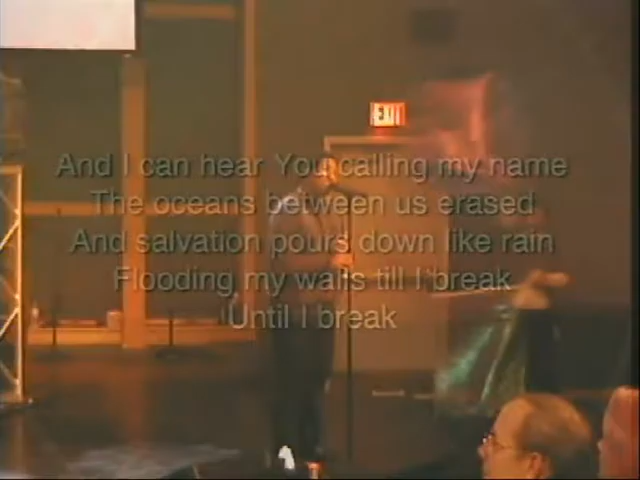 EXIT
And I can hear You calling my name
The oceans between us erased
And salvation pours down like rain
Flooding my walls till I break
Until I break